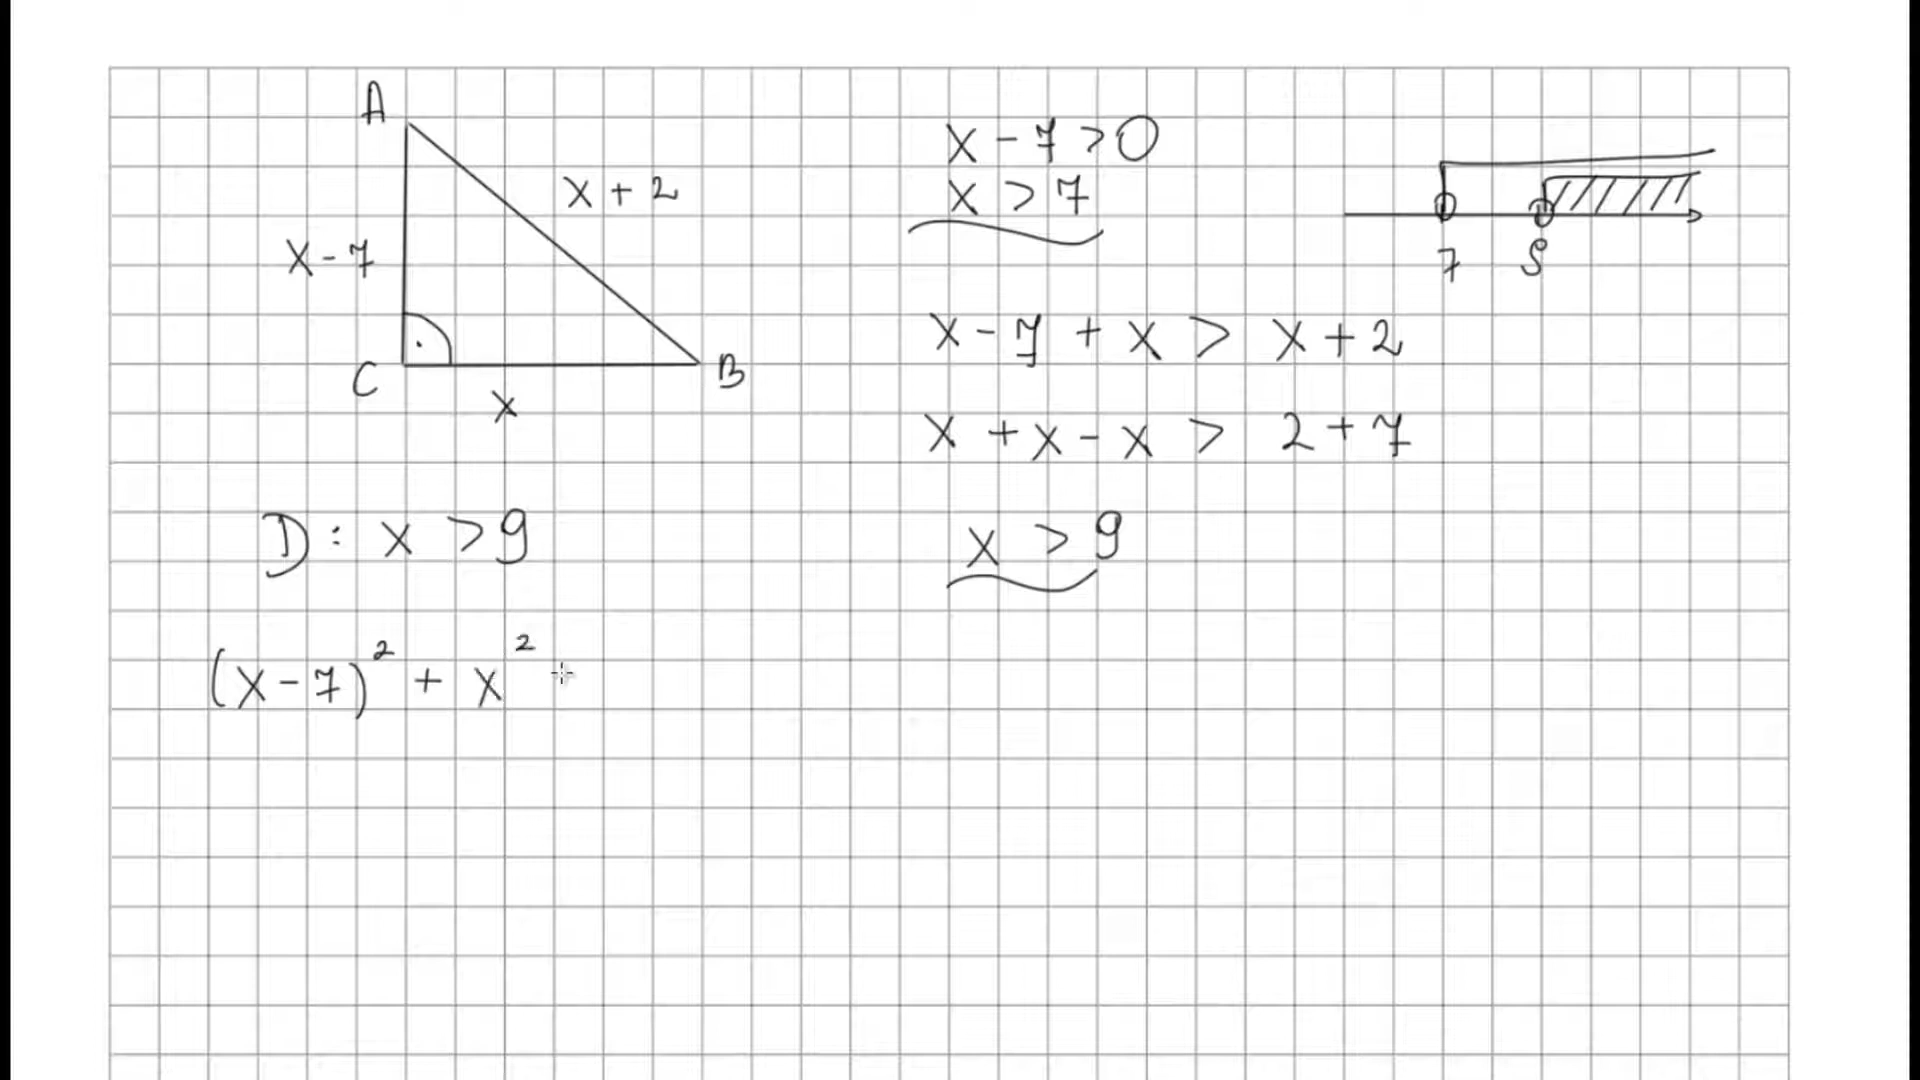 A
x + 2
x - 7
C
B
x
D: x > 9
(x-7)² + x²
x - 7 > 0
x > 7
7 9
x - 7 + x > x + 2
x + x - x > 2 + 7
x > 9